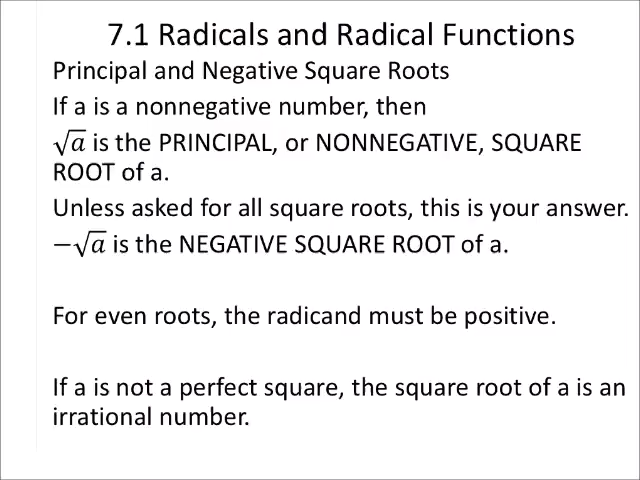 7.1 Radicals and Radical Functions
Principal and Negative Square Roots
If a is a nonnegative number, then
√a is the PRINCIPAL, or NONNEGATIVE, SQUARE
ROOT of a.
Unless asked for all square roots, this is your answer.
−√a is the NEGATIVE SQUARE ROOT of a.
For even roots, the radicand must be positive.
If a is not a perfect square, the square root of a is an
irrational number.